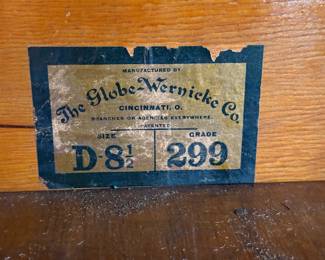 MANUFACTURED BY
The Globe-Wernicke Co.
CINCINNATI, O.
BRANCHES OR AGENCIES EVERYWHERE.
PATENTED
SIZE GRADE
D-8½ 299